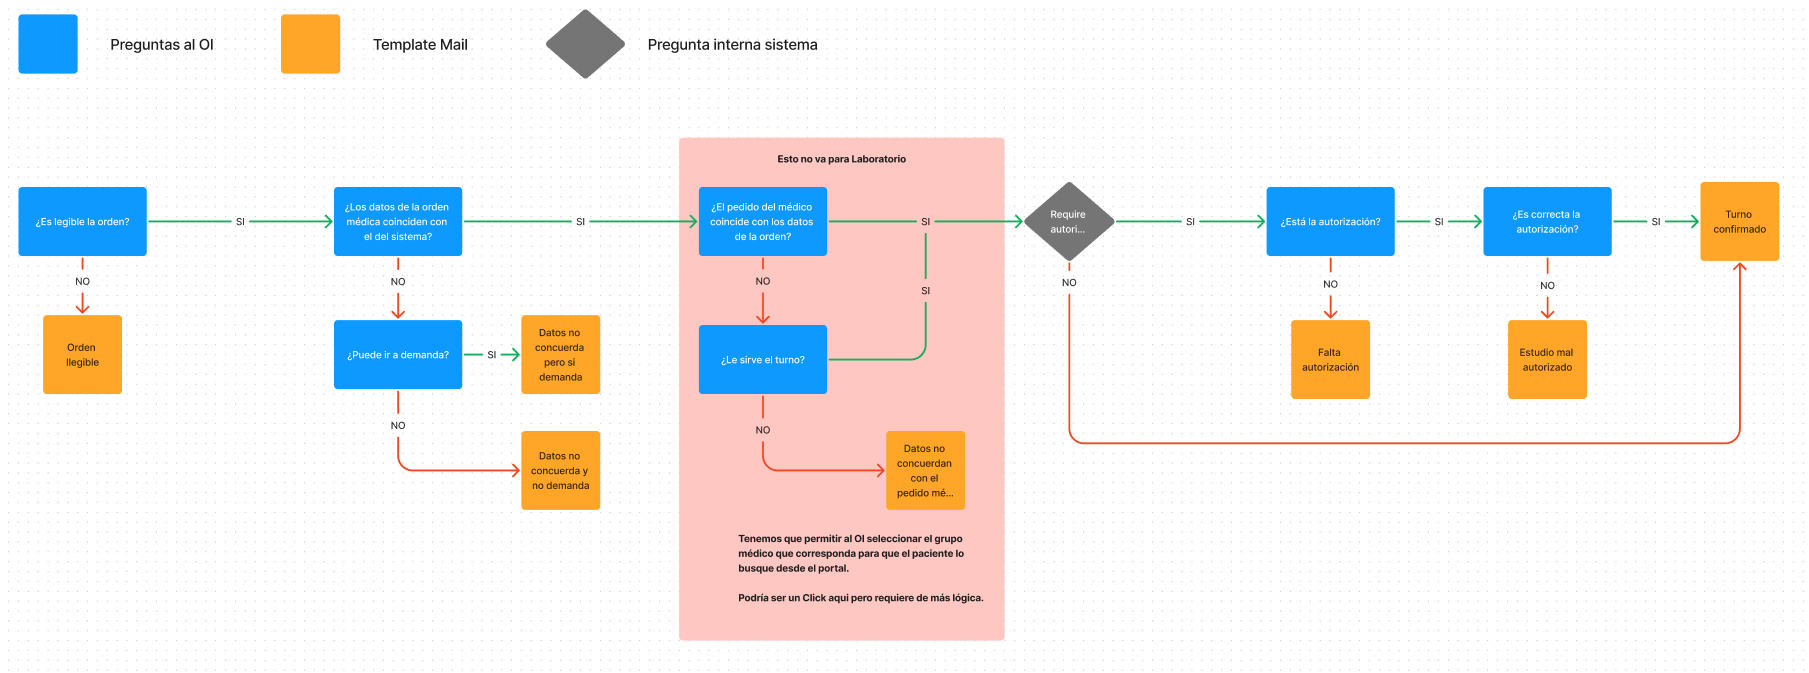 Preguntas al OI
Template Mail
Pregunta interna sistema
Esto no va para Laboratorio
¿Es legible la orden?
SI
¿Los datos de la orden
médica coinciden con
el del sistema?
SI
¿El pedido del médico
coincide con los datos
de la orden?
SI
Require
autori...
SI
¿Está la autorización?
SI
¿Es correcta la
autorización?
SI
Turno
confirmado
NO
NO
NO
SI
NO
NO
NO
Orden
Ilegible
¿Puede ir a demanda?
SI
Datos no
concuerda
pero si
demanda
¿Le sirve el turno?
Falta
autorización
Estudio mal
autorizado
NO
NO
Datos no
concuerda y
no demanda
Datos no
concuerdan
con el
pedido mé...
Tenemos que permitir al OI seleccionar el grupo
médico que corresponda para que el paciente lo
busque desde el portal.
Podría ser un Click aqui pero requiere de más lógica.